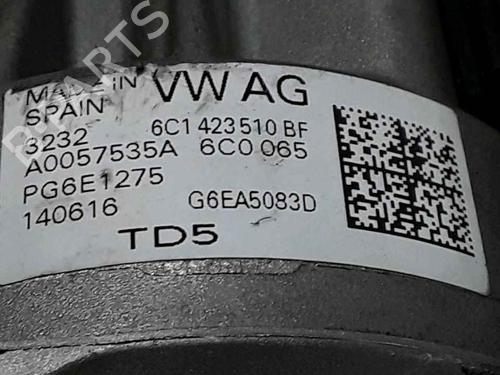 MADE IN
SPAIN
VW AG
3232
6C1 423 510 BF
A0057535A
6C0 065
PG6E1275
140616
G6EA5083D
TD5